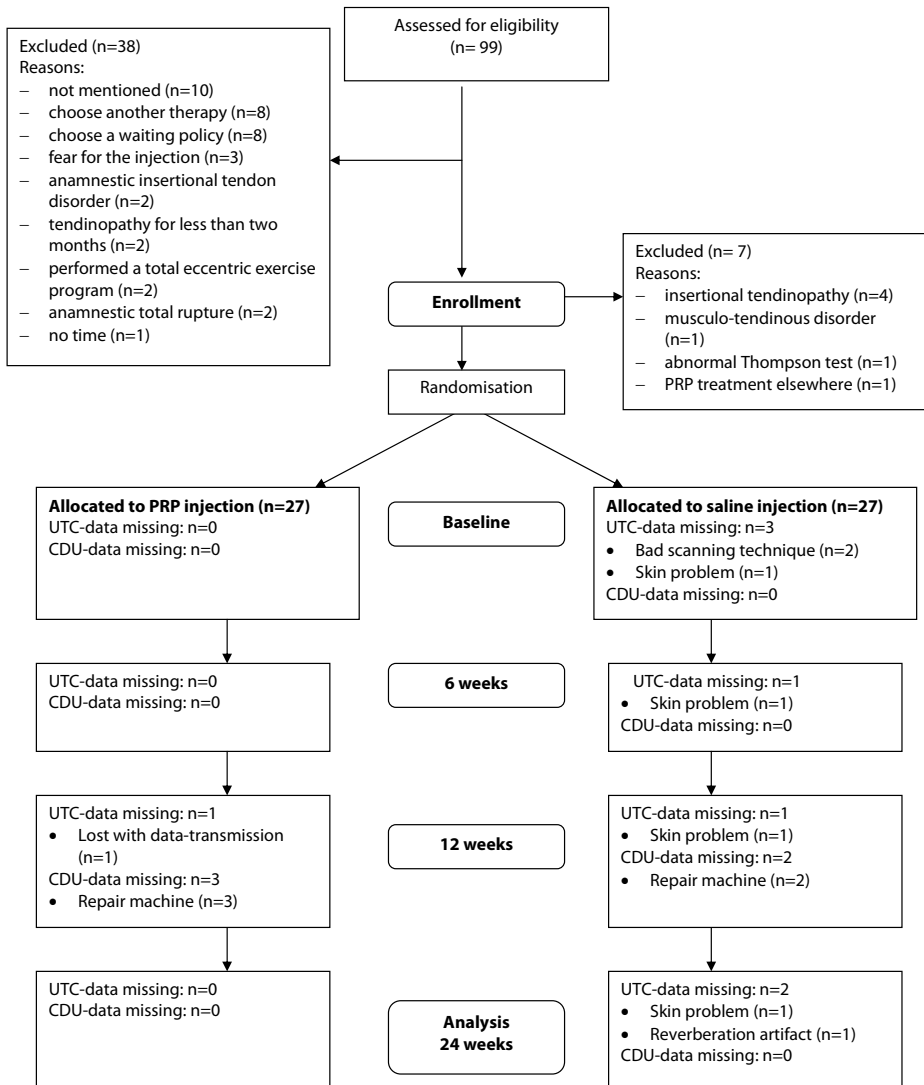 Assessed for eligibility
(n= 99)
Excluded (n=38)
Reasons:
– not mentioned (n=10)
– choose another therapy (n=8)
– choose a waiting policy (n=8)
– fear for the injection (n=3)
– anamnestic insertional tendon
disorder (n=2)
– tendinopathy for less than two
months (n=2)
– performed a total eccentric exercise
program (n=2)
– anamnestic total rupture (n=2)
– no time (n=1)
Excluded (n= 7)
Reasons:
– insertional tendinopathy (n=4)
– musculo-tendinous disorder
(n=1)
– abnormal Thompson test (n=1)
– PRP treatment elsewhere (n=1)
Enrollment
Randomisation
Allocated to PRP injection (n=27)
UTC-data missing: n=0
CDU-data missing: n=0
Baseline
Allocated to saline injection (n=27)
UTC-data missing: n=3
• Bad scanning technique (n=2)
• Skin problem (n=1)
CDU-data missing: n=0
UTC-data missing: n=0
CDU-data missing: n=0
6 weeks
UTC-data missing: n=1
• Skin problem (n=1)
CDU-data missing: n=0
UTC-data missing: n=1
• Lost with data-transmission
(n=1)
CDU-data missing: n=3
• Repair machine (n=3)
12 weeks
UTC-data missing: n=1
• Skin problem (n=1)
CDU-data missing: n=2
• Repair machine (n=2)
UTC-data missing: n=0
CDU-data missing: n=0
Analysis
24 weeks
UTC-data missing: n=2
• Skin problem (n=1)
• Reverberation artifact (n=1)
CDU-data missing: n=0